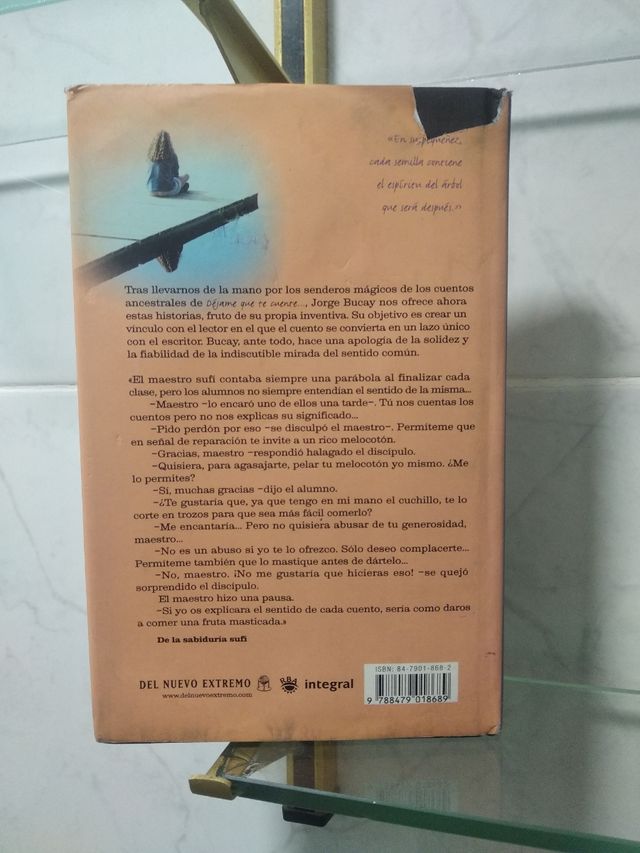 «En su pequeñez,
cada semilla contiene
el espíritu del árbol
que será después.»
Tras llevarnos de la mano por los senderos mágicos de los cuentos
ancestrales de Déjame que te cuente..., Jorge Bucay nos ofrece ahora
estas historias, fruto de su propia inventiva. Su objetivo es crear un
vínculo con el lector en el que el cuento se convierta en un lazo único
con el escritor. Bucay, ante todo, hace una apología de la solidez y
la fiabilidad de la indiscutible mirada del sentido común.
«El maestro sufí contaba siempre una parábola al finalizar cada
clase, pero los alumnos no siempre entendían el sentido de la misma...
–Maestro –lo encaró uno de ellos una tarde–. Tú nos cuentas los
cuentos pero no nos explicas su significado...
–Pido perdón por eso –se disculpó el maestro–. Permíteme que
en señal de reparación te invite a un rico melocotón.
–Gracias, maestro –respondió halagado el discípulo.
–Quisiera, para agasajarte, pelar tu melocotón yo mismo. ¿Me
lo permites?
–Sí, muchas gracias –dijo el alumno.
–¿Te gustaría que, ya que tengo en mi mano el cuchillo, te lo
corte en trozos para que sea más fácil comerlo?
–Me encantaría... Pero no quisiera abusar de tu generosidad,
maestro...
–No es un abuso si yo te lo ofrezco. Sólo deseo complacerte...
Permíteme también que lo mastique antes de dártelo...
–No, maestro. ¡No me gustaría que hicieras eso! –se quejó
sorprendido el discípulo.
El maestro hizo una pausa.
–Si yo os explicara el sentido de cada cuento, sería como daros
a comer una fruta masticada.»
De la sabiduría sufí
DEL NUEVO EXTREMO RBA integral
www.delnuevoextremo.com
ISBN: 84-7901-868-2
9 788479 018689